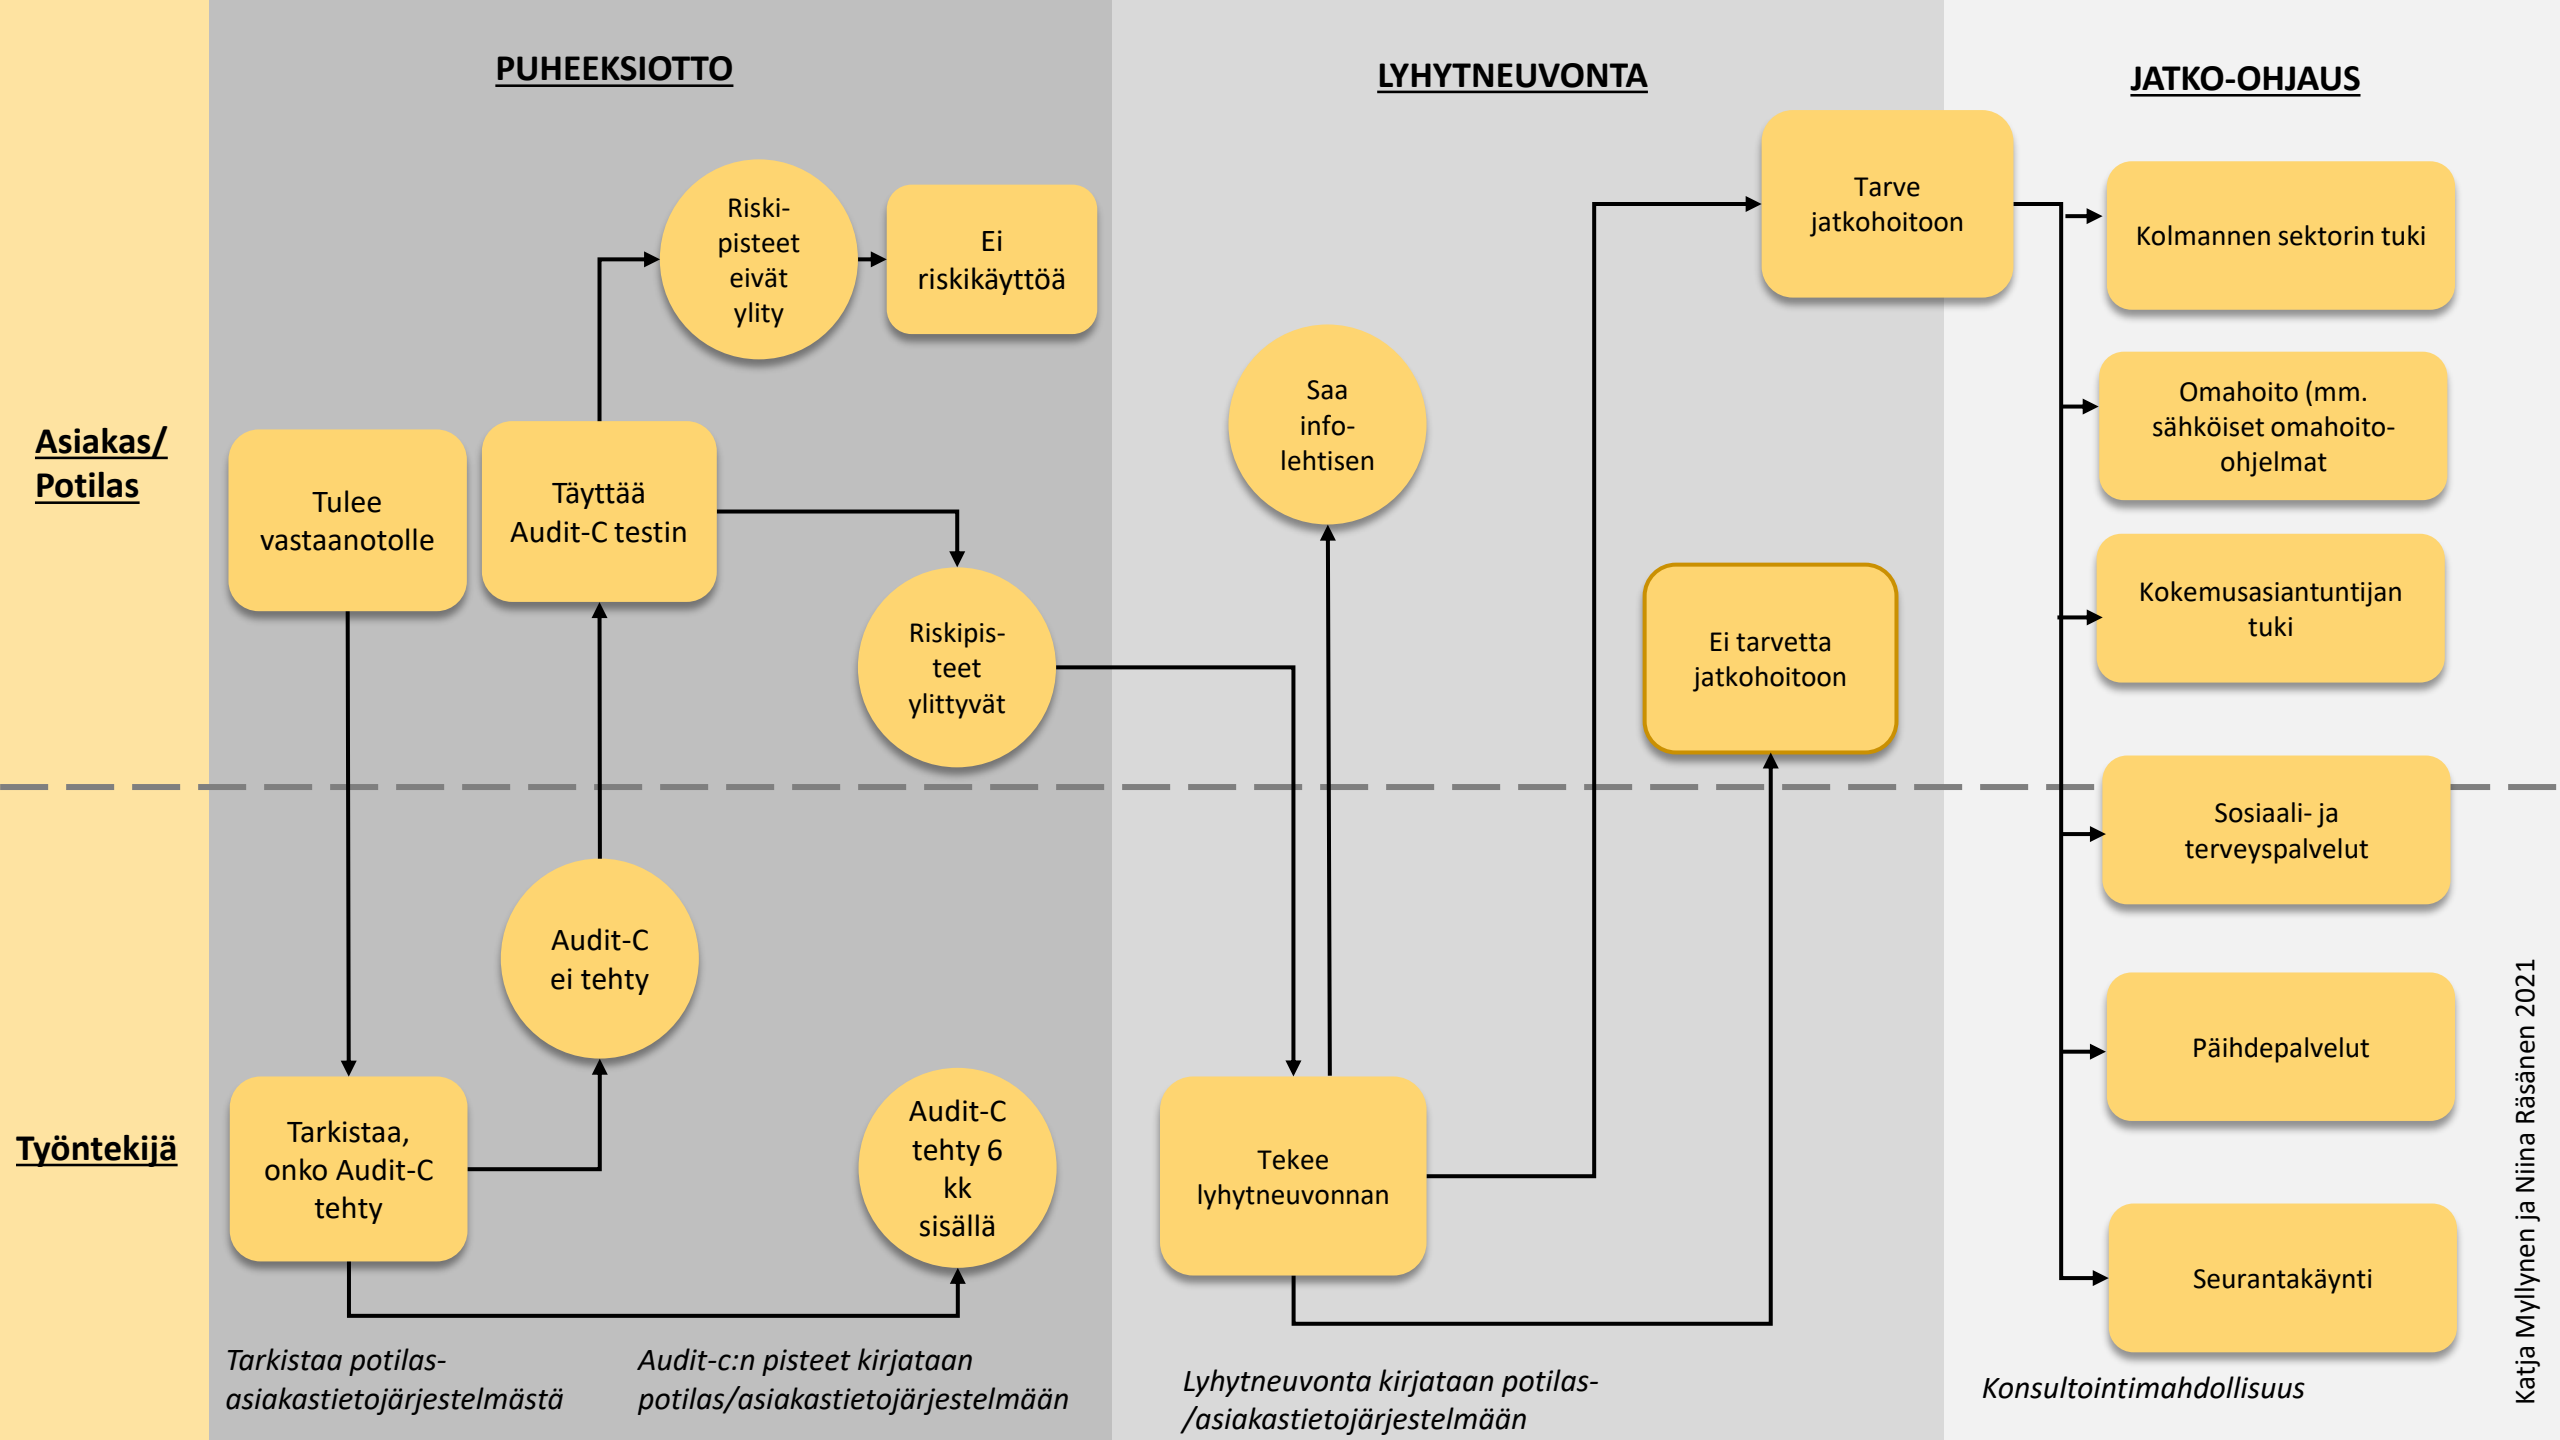 PUHEEKSIOTTO
LYHYTNEUVONTA
JATKO-OHJAUS
Asiakas/
Potilas
Työntekijä
Tulee
vastaanotolle
Täyttää
Audit-C testin
Riski-
pisteet
eivät
ylity
Ei
riskikäyttöä
Riskipis-
teet
ylittyvät
Audit-C
ei tehty
Tarkistaa,
onko Audit-C
tehty
Audit-C
tehty 6
kk
sisällä
Tarkistaa potilas-
asiakastietojärjestelmästä
Audit-c:n pisteet kirjataan
potilas/asiakastietojärjestelmään
Saa
info-
lehtisen
Tekee
lyhytneuvonnan
Tarve
jatkohoitoon
Ei tarvetta
jatkohoitoon
Lyhytneuvonta kirjataan potilas-
/asiakastietojärjestelmään
Kolmannen sektorin tuki
Omahoito (mm.
sähköiset omahoito-
ohjelmat
Kokemusasiantuntijan
tuki
Sosiaali- ja
terveyspalvelut
Päihdepalvelut
Seurantakäynti
Konsultointimahdollisuus
Katja Myllynen ja Niina Räsänen 2021